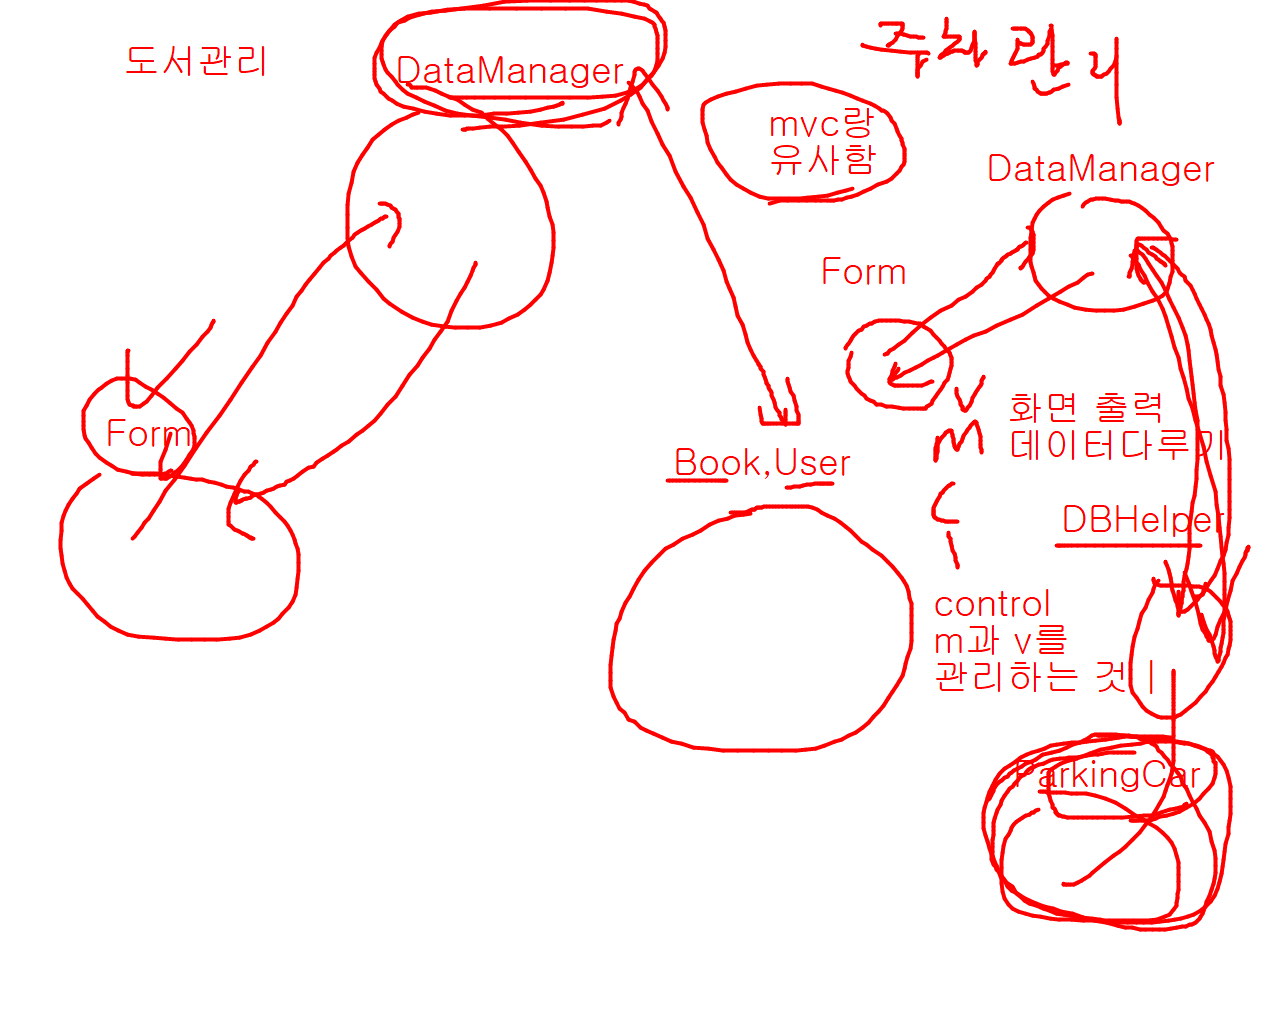 도서관리
DataManager
주차관리
mvc랑
유사함
DataManager
Form
Form
V
M
C
화면 출력
데이터다루기
Book,User
DBHelper
control
m과 v를
관리하는 것 |
ParkingCar